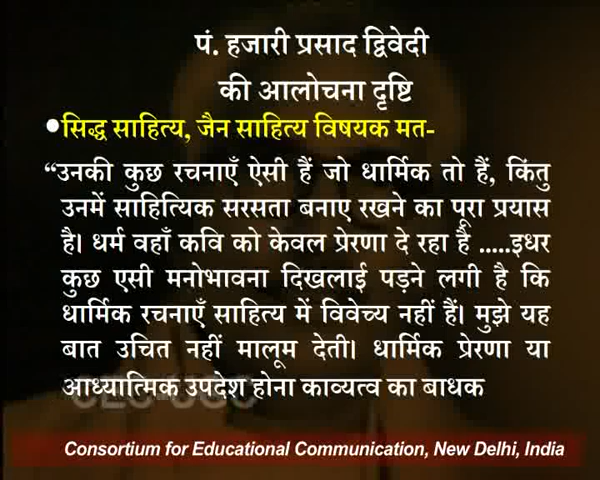 पं. हजारी प्रसाद द्विवेदी
की आलोचना दृष्टि
•सिद्ध साहित्य, जैन साहित्य विषयक मत-
“उनकी कुछ रचनाएँ ऐसी हैं जो धार्मिक तो हैं, किंतु
उनमें साहित्यिक सरसता बनाए रखने का पूरा प्रयास
है। धर्म वहाँ कवि को केवल प्रेरणा दे रहा है .....इधर
कुछ एसी मनोभावना दिखलाई पड़ने लगी है कि
धार्मिक रचनाएँ साहित्य में विवेच्य नहीं हैं। मुझे यह
बात उचित नहीं मालूम देती। धार्मिक प्रेरणा या
आध्यात्मिक उपदेश होना काव्यत्व का बाधक
CEC-UGC
Consortium for Educational Communication, New Delhi, India